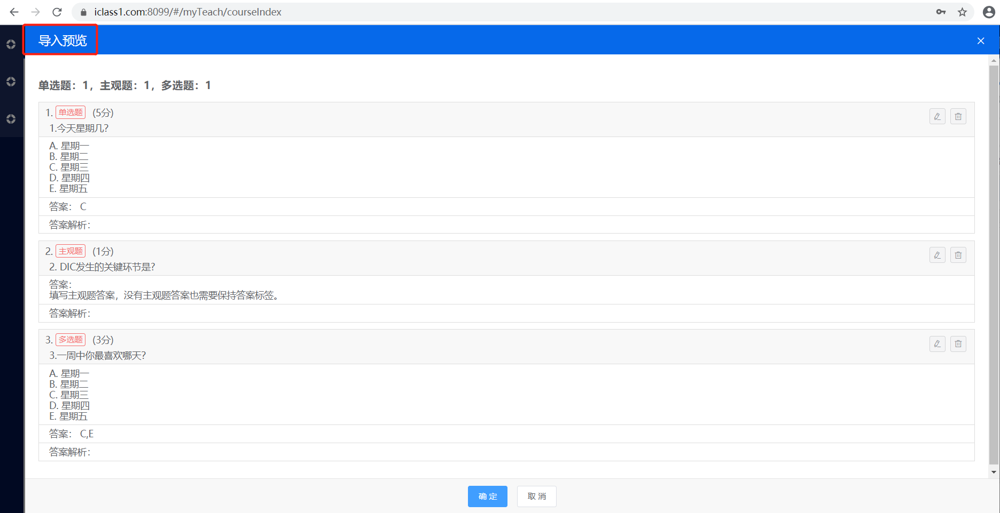 iclass1.com:8099/#/myTeach/courseIndex
导入预览
单选题：1，主观题：1，多选题：1
1. 单选题 (5分)
1.今天星期几？
A. 星期一
B. 星期二
C. 星期三
D. 星期四
E. 星期五
答案： C
答案解析：
2. 主观题 (1分)
2. DIC发生的关键环节是？
答案：
填写主观题答案，没有主观题答案也需要保持答案标签。
答案解析：
3. 多选题 (3分)
3.一周中你最喜欢哪天？
A. 星期一
B. 星期二
C. 星期三
D. 星期四
E. 星期五
答案： C,E
答案解析：
确 定 取 消